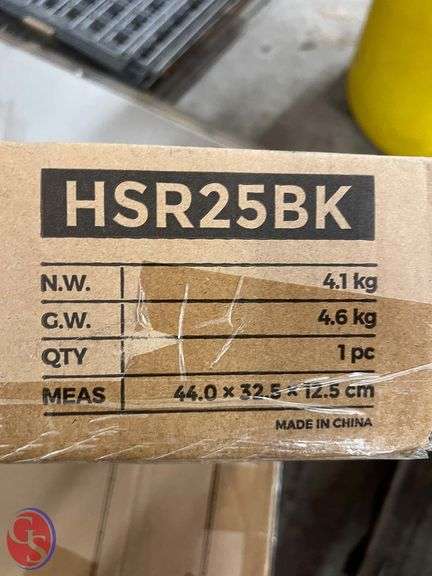 HSR25BK
N.W. 4.1 kg
G.W. 4.6 kg
QTY 1 pc
MEAS 44.0 × 32.5 × 12.5 cm
MADE IN CHINA
GS